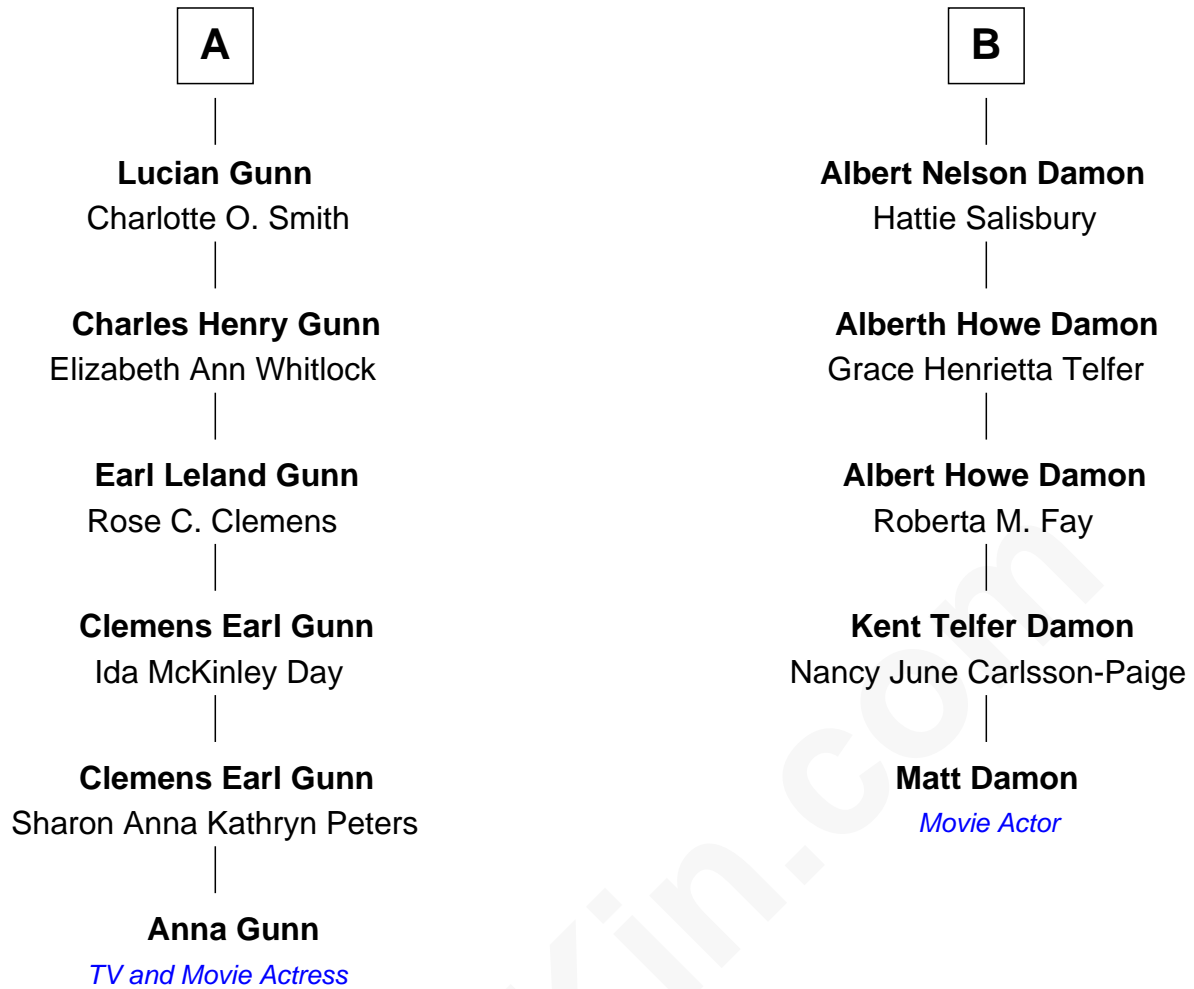 A
Lucian Gunn
Charlotte O. Smith
Charles Henry Gunn
Elizabeth Ann Whitlock
Earl Leland Gunn
Rose C. Clemens
Clemens Earl Gunn
Ida McKinley Day
Clemens Earl Gunn
Sharon Anna Kathryn Peters
Anna Gunn
TV and Movie Actress
B
Albert Nelson Damon
Hattie Salisbury
Alberth Howe Damon
Grace Henrietta Telfer
Albert Howe Damon
Roberta M. Fay
Kent Telfer Damon
Nancy June Carlsson-Paige
Matt Damon
Movie Actor
Kin.com